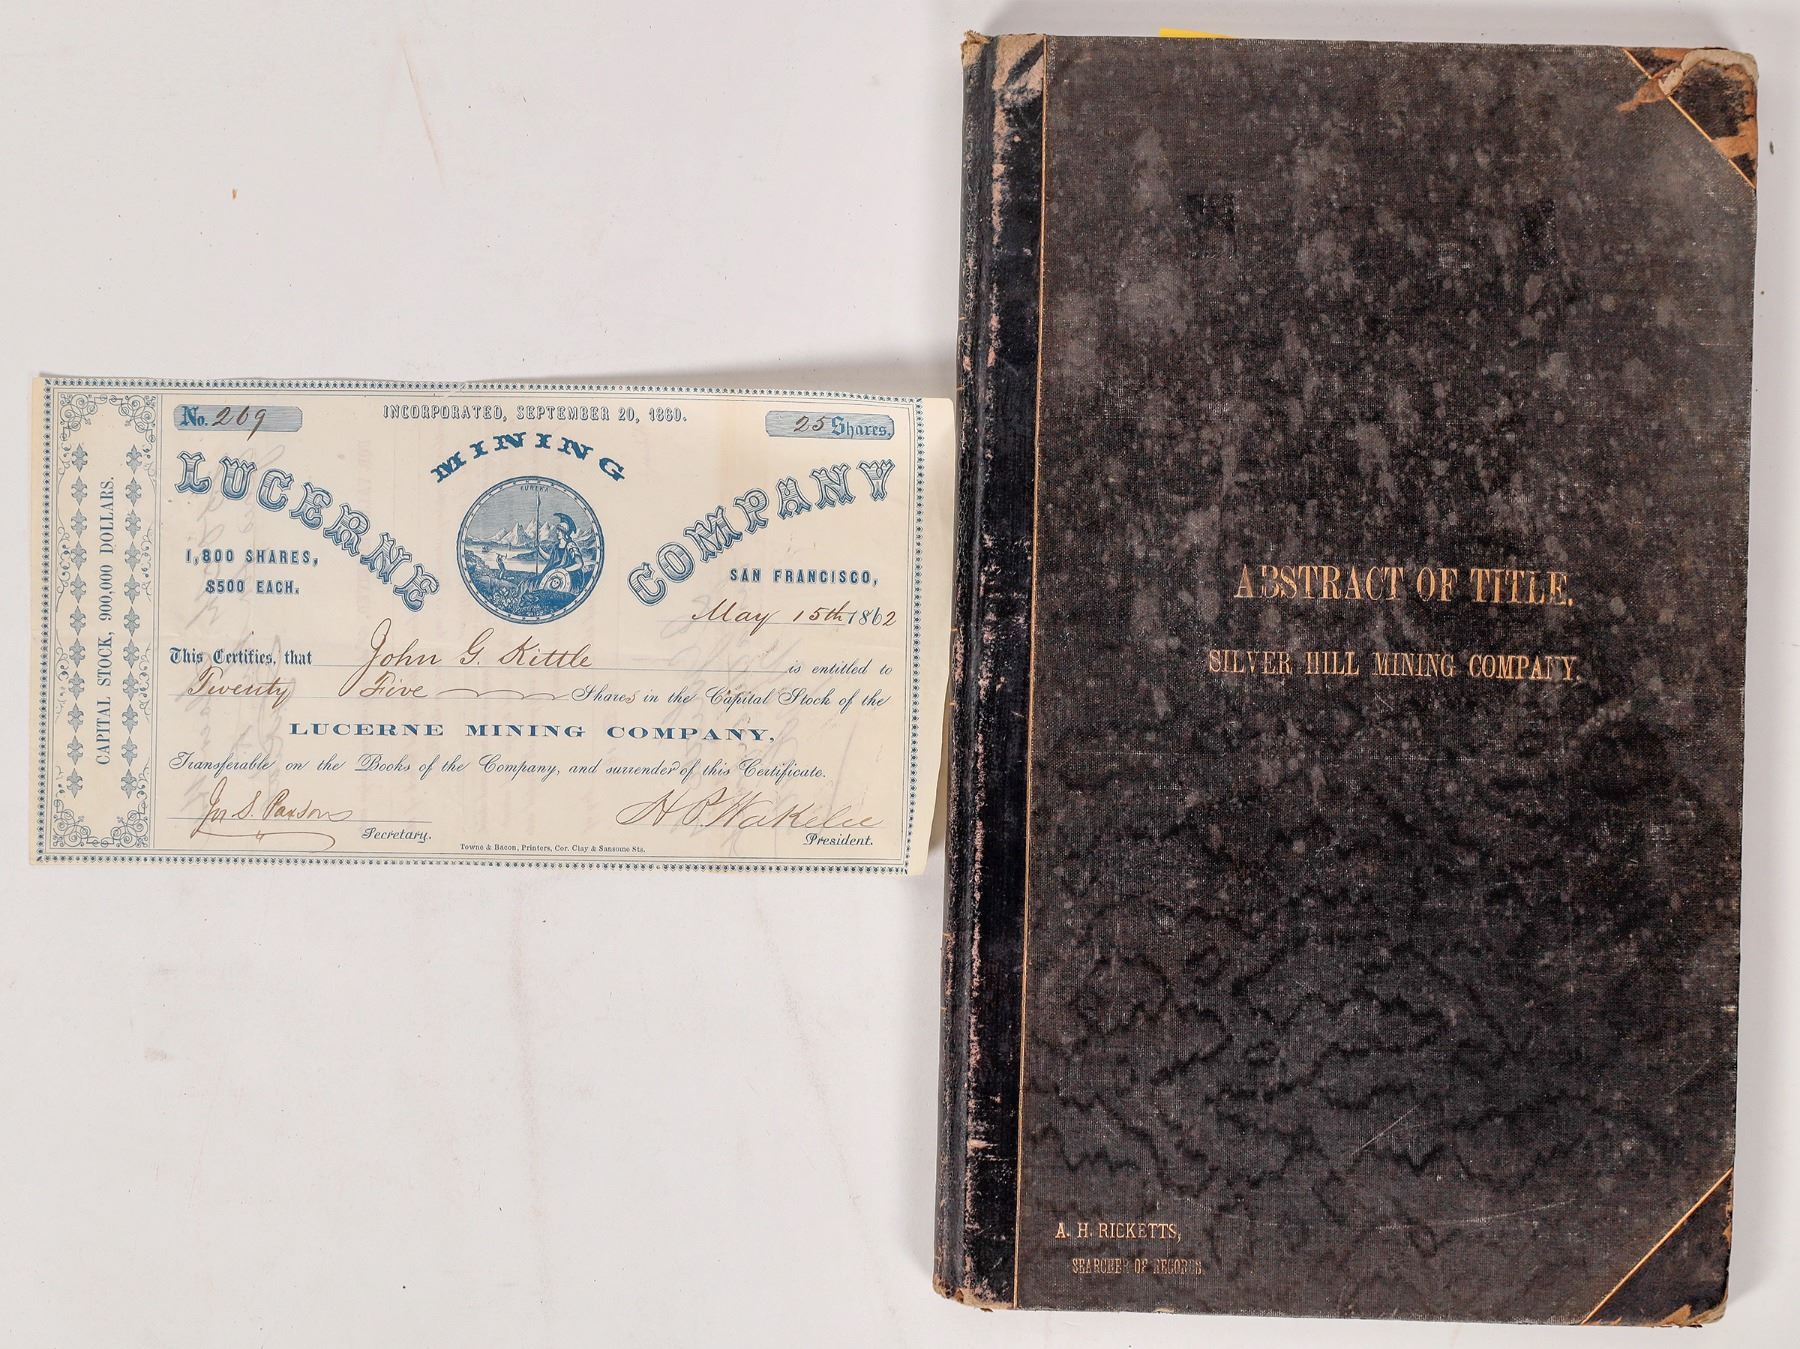 No. 269
INCORPORATED, SEPTEMBER 20, 1860.
25 Shares,
LUCERNE MINING COMPANY
EUREKA
CAPITAL STOCK, 900,000 DOLLARS.
1,800 SHARES,
$500 EACH.
SAN FRANCISCO,
May 15th 1862
This Certifies, that John G. Kittle is entitled to
Twenty Five Shares in the Capital Stock of the
LUCERNE MINING COMPANY,
Transferable on the Books of the Company, and surrender of this Certificate.
Jn S. Paxson
Secretary.
H P. Wakelee
President.
Towne & Bacon, Printers, Cor. Clay & Sansome Sts.
ABSTRACT OF TITLE.
SILVER HILL MINING COMPANY.
A. H. RICKETTS,
SEARCHER OF RECORDS.